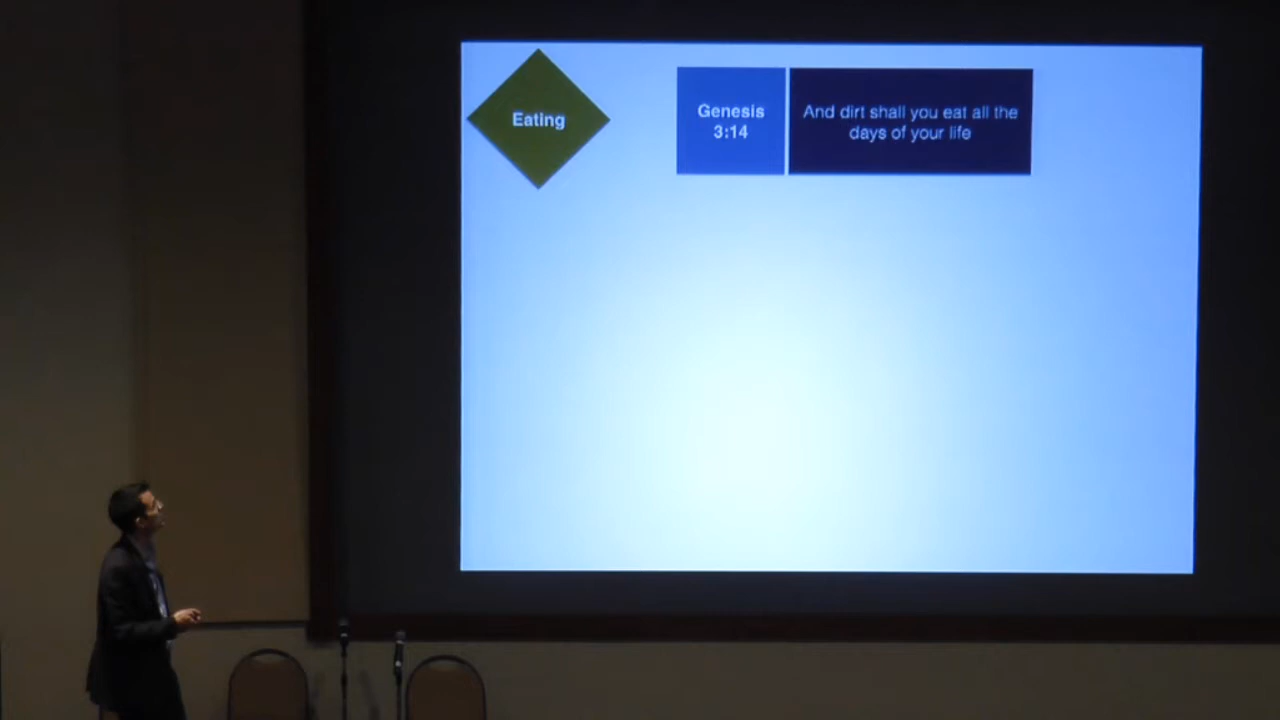 Eating
Genesis
3:14
And dirt shall you eat all the
days of your life